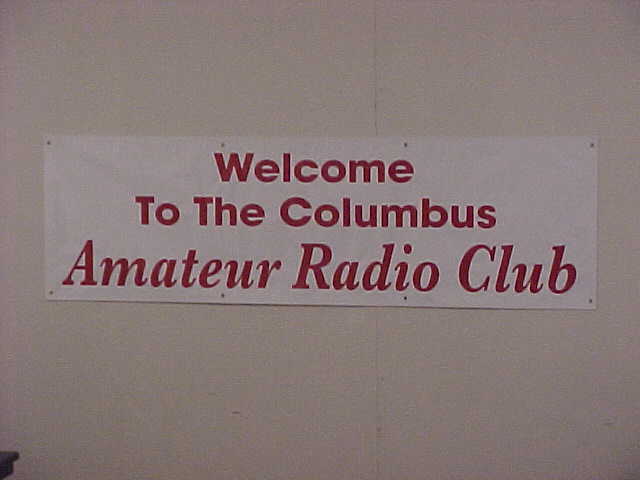 Welcome
To The Columbus
Amateur Radio Club